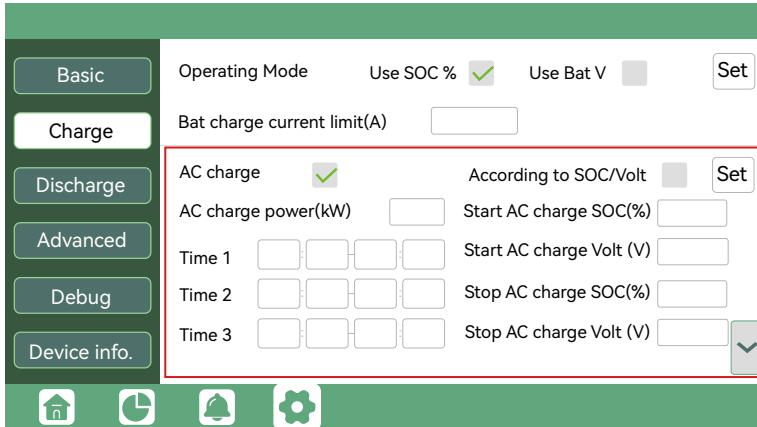 Basic
Charge
Discharge
Advanced
Debug
Device info.
Operating Mode Use SOC % Use Bat V Set
Bat charge current limit(A)
AC charge According to SOC/Volt Set
AC charge power(kW) Start AC charge SOC(%)
Time 1 : - : Start AC charge Volt (V)
Time 2 : - : Stop AC charge SOC(%)
Time 3 : - : Stop AC charge Volt (V)